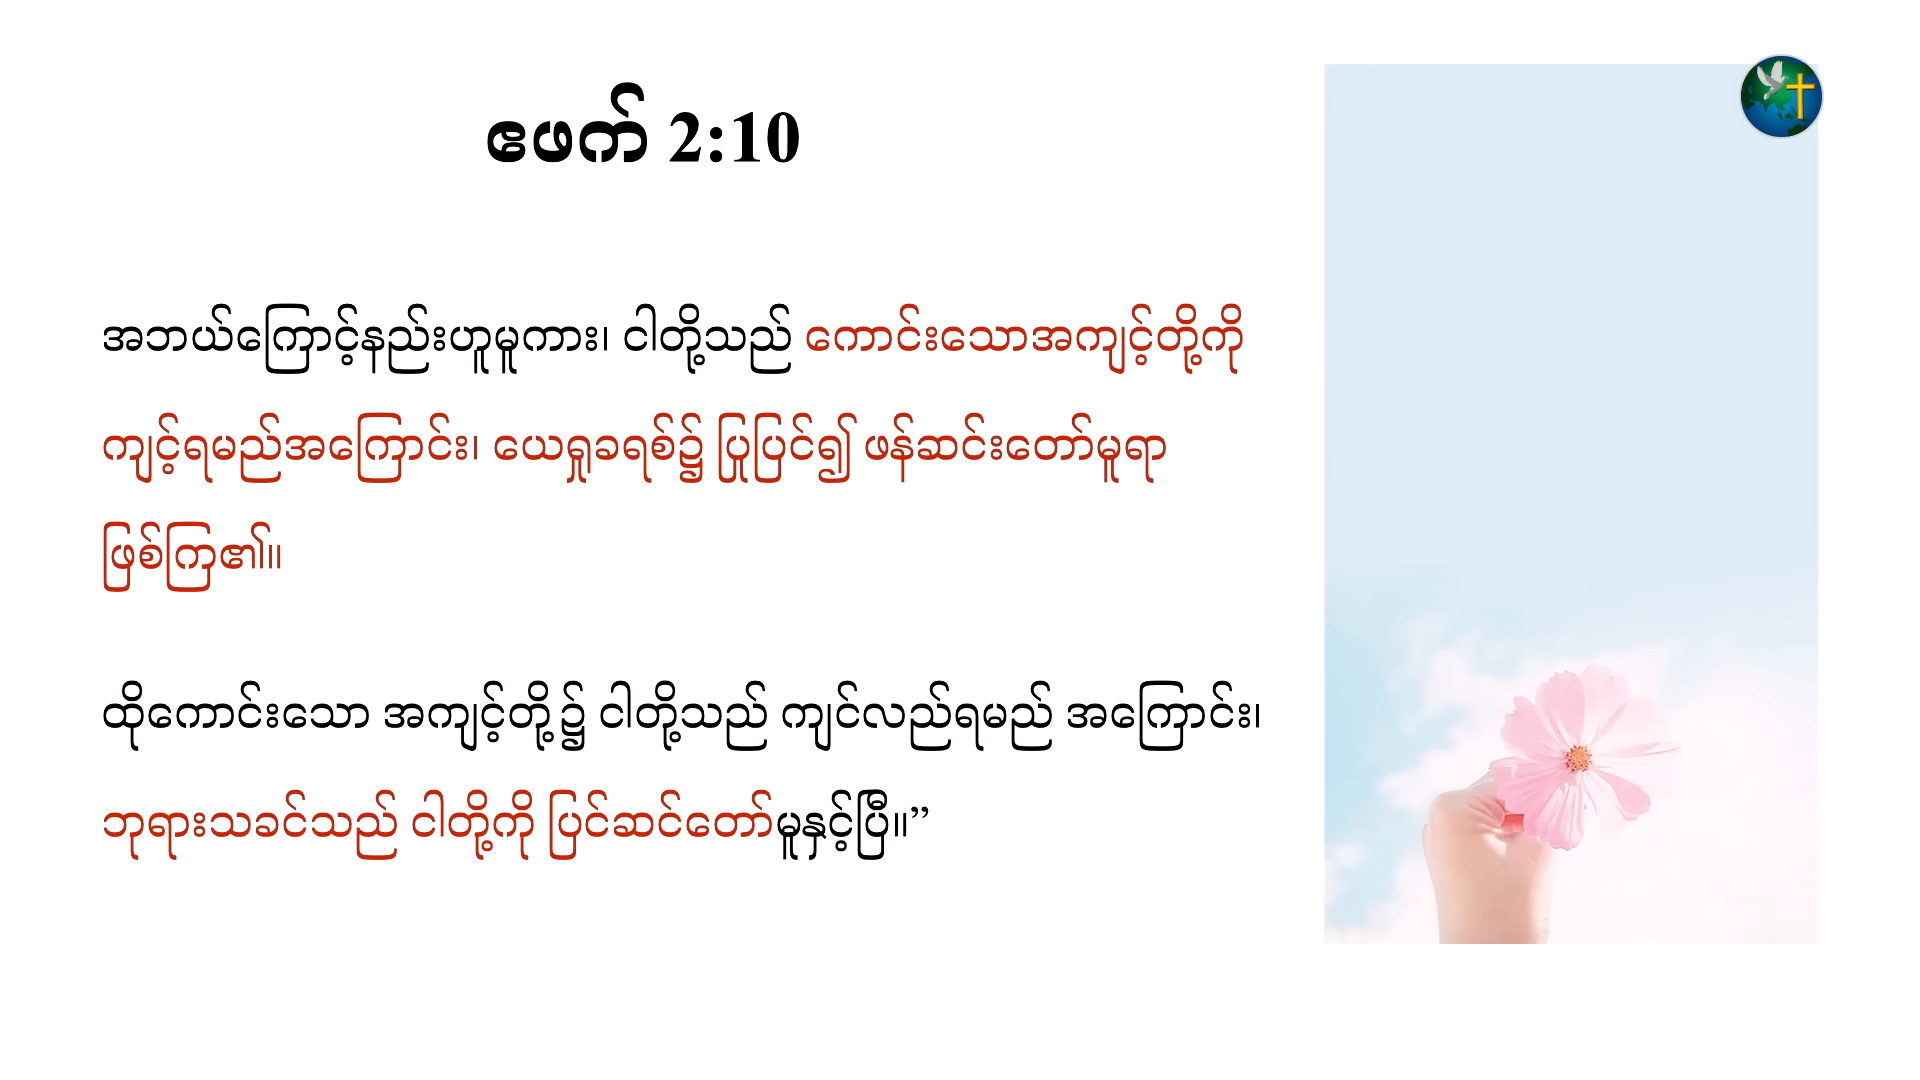 ဧဖက် 2:10
အဘယ်ကြောင့်နည်းဟူမူကား၊ ငါတို့သည် ကောင်းသောအကျင့်တို့ကို
ကျင့်ရမည်အကြောင်း၊ ယေရှုခရစ်၌ ပြုပြင်၍ ဖန်ဆင်းတော်မူရာ
ဖြစ်ကြ၏။
ထိုကောင်းသော အကျင့်တို့၌ ငါတို့သည် ကျင်လည်ရမည် အကြောင်း၊
ဘုရားသခင်သည် ငါတို့ကို ပြင်ဆင်တော်မူနှင့်ပြီ။”